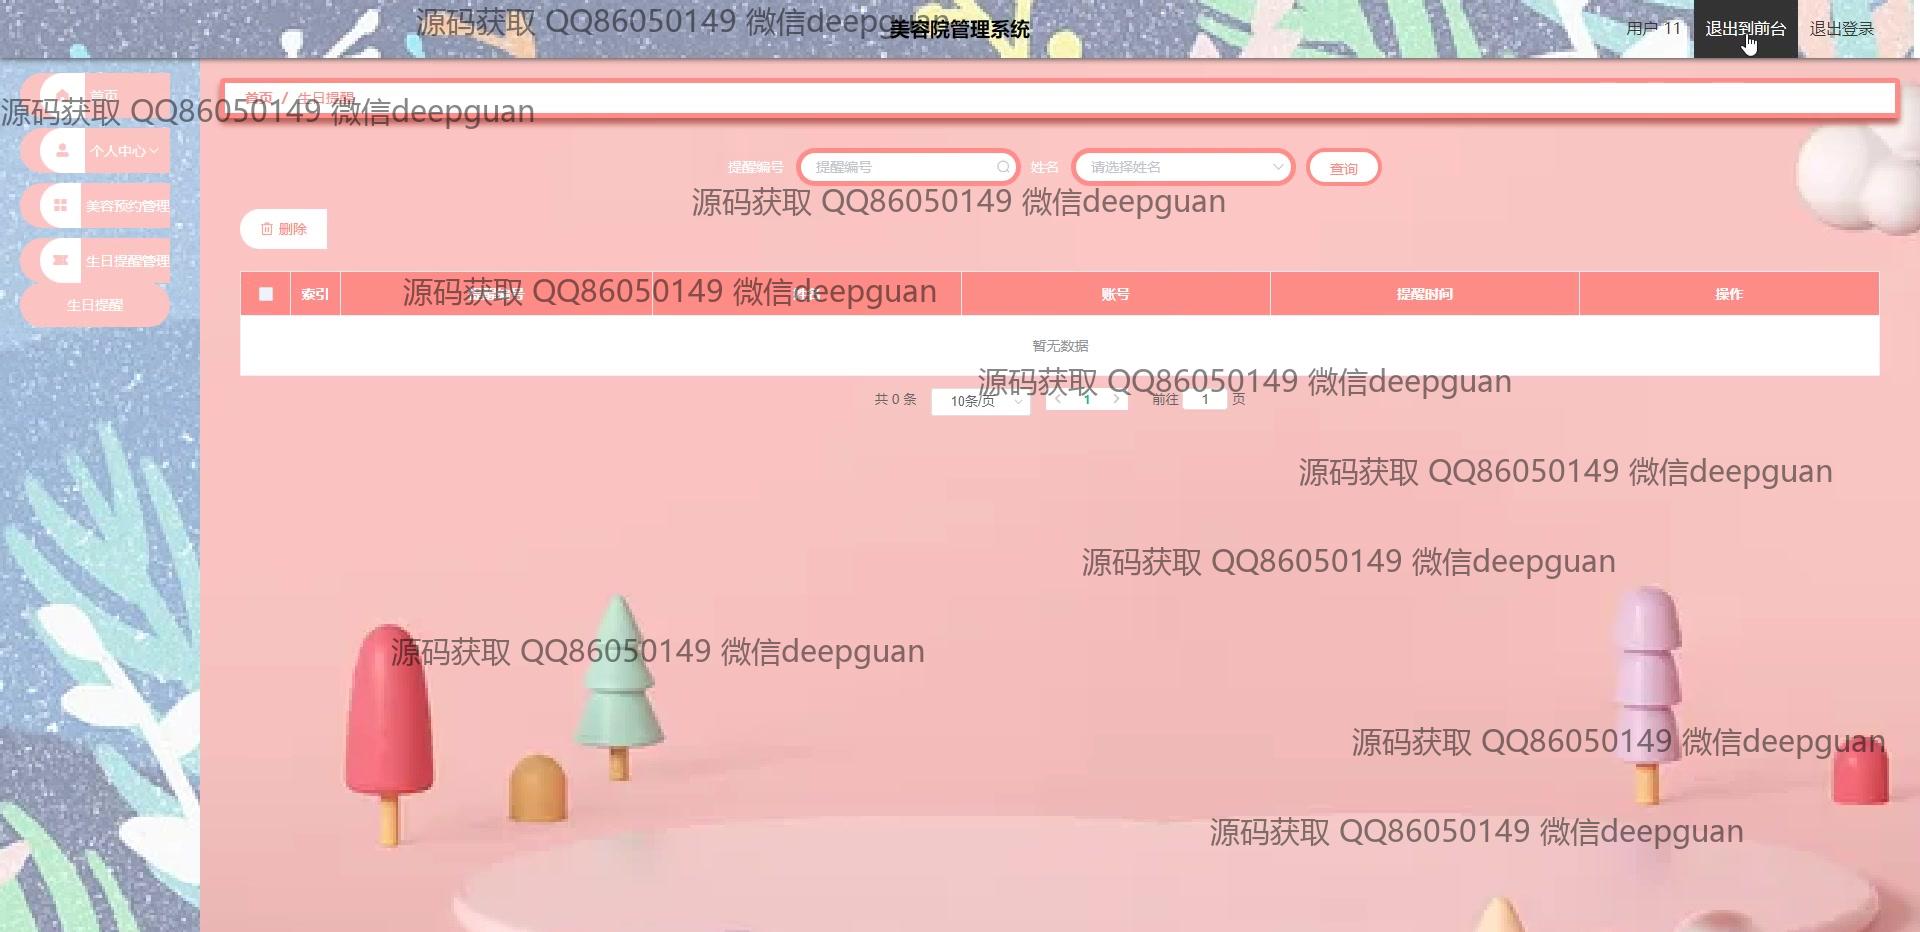 源码获取 QQ86050149 微信deepguan
美容院管理系统
用户 11
退出到前台
退出登录
首页
首页 / 生日提醒
源码获取 QQ86050149 微信deepguan
个人中心
提醒编号
提醒编号
姓名
请选择姓名
查询
美容预约管理
源码获取 QQ86050149 微信deepguan
删除
生日提醒管理
生日提醒
索引
源码获取 QQ86050149 微信deepguan
账号
提醒时间
操作
暂无数据
源码获取 QQ86050149 微信deepguan
共 0 条
10条/页
1
前往 1 页
源码获取 QQ86050149 微信deepguan
源码获取 QQ86050149 微信deepguan
源码获取 QQ86050149 微信deepguan
源码获取 QQ86050149 微信deepguan
源码获取 QQ86050149 微信deepguan